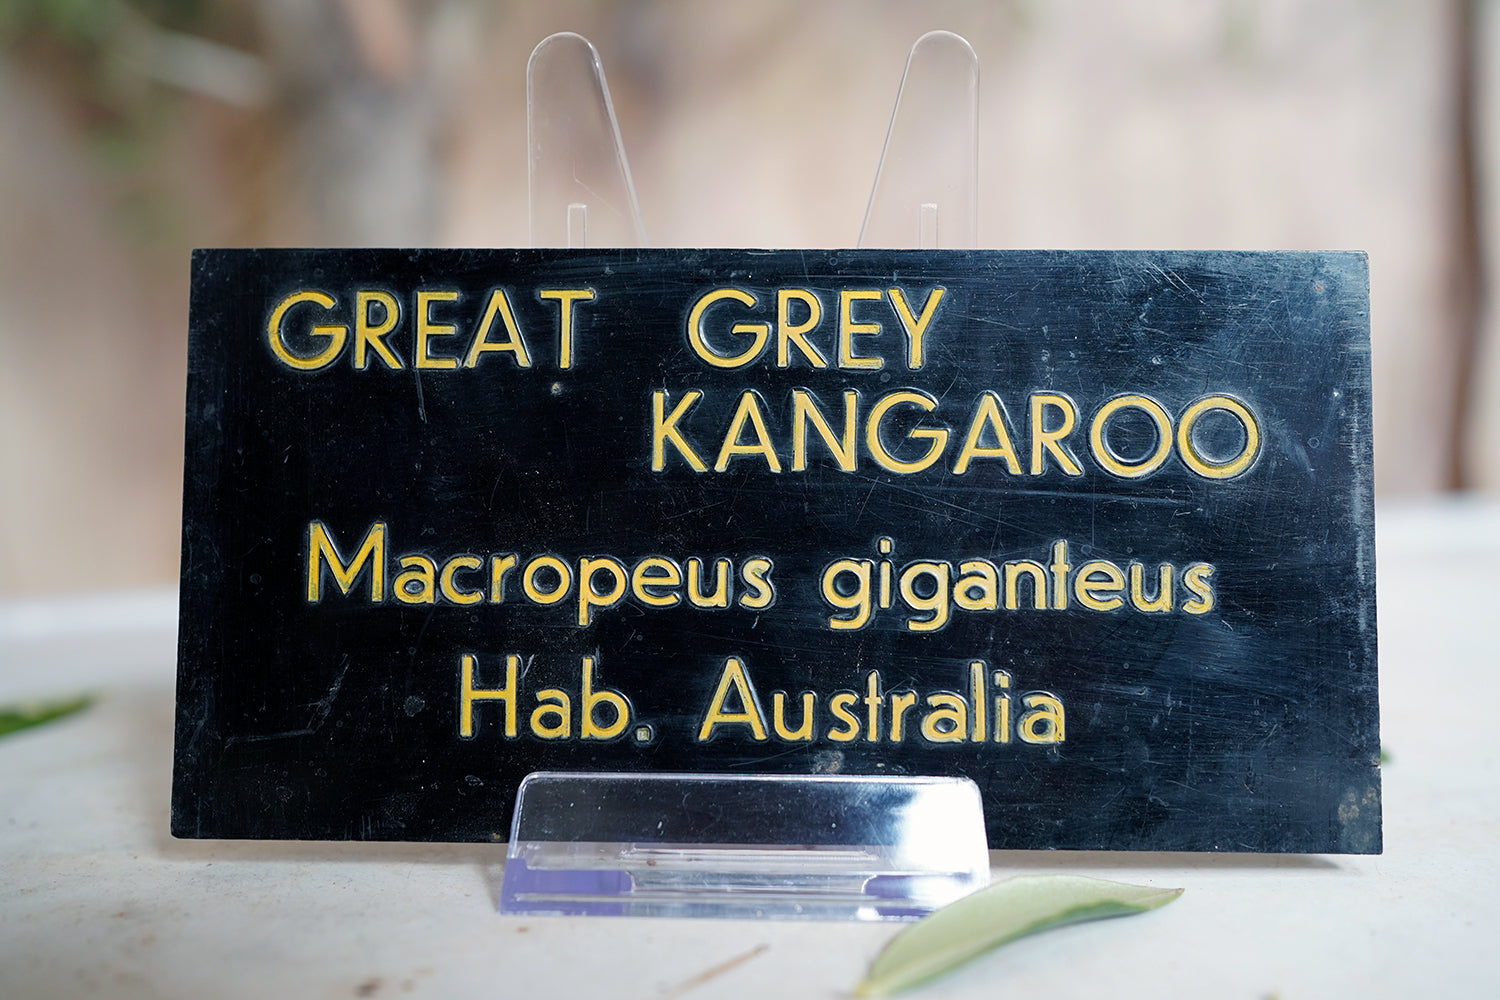 GREAT GREY
KANGAROO
Macropeus giganteus
Hab. Australia